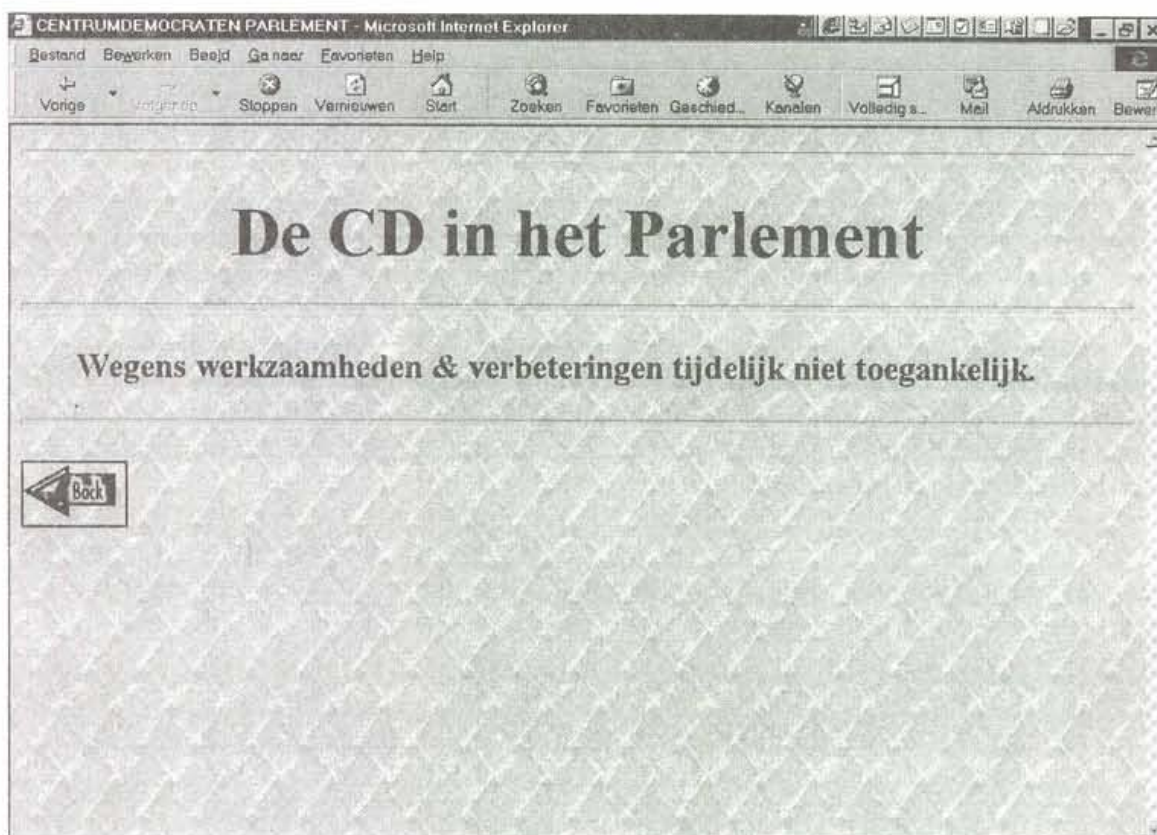 CENTRUMDEMOCRATEN PARLEMENT - Microsoft Internet Explorer
Bestand Bewerken Beeld Ga naar Favorieten Help
Vorige Stoppen Vernieuwen Start Zoeken Favorieten Geschied... Kanalen Volledig s... Mail Afdrukken Bewer
De CD in het Parlement
Wegens werkzaamheden & verbeteringen tijdelijk niet toegankelijk.
Back